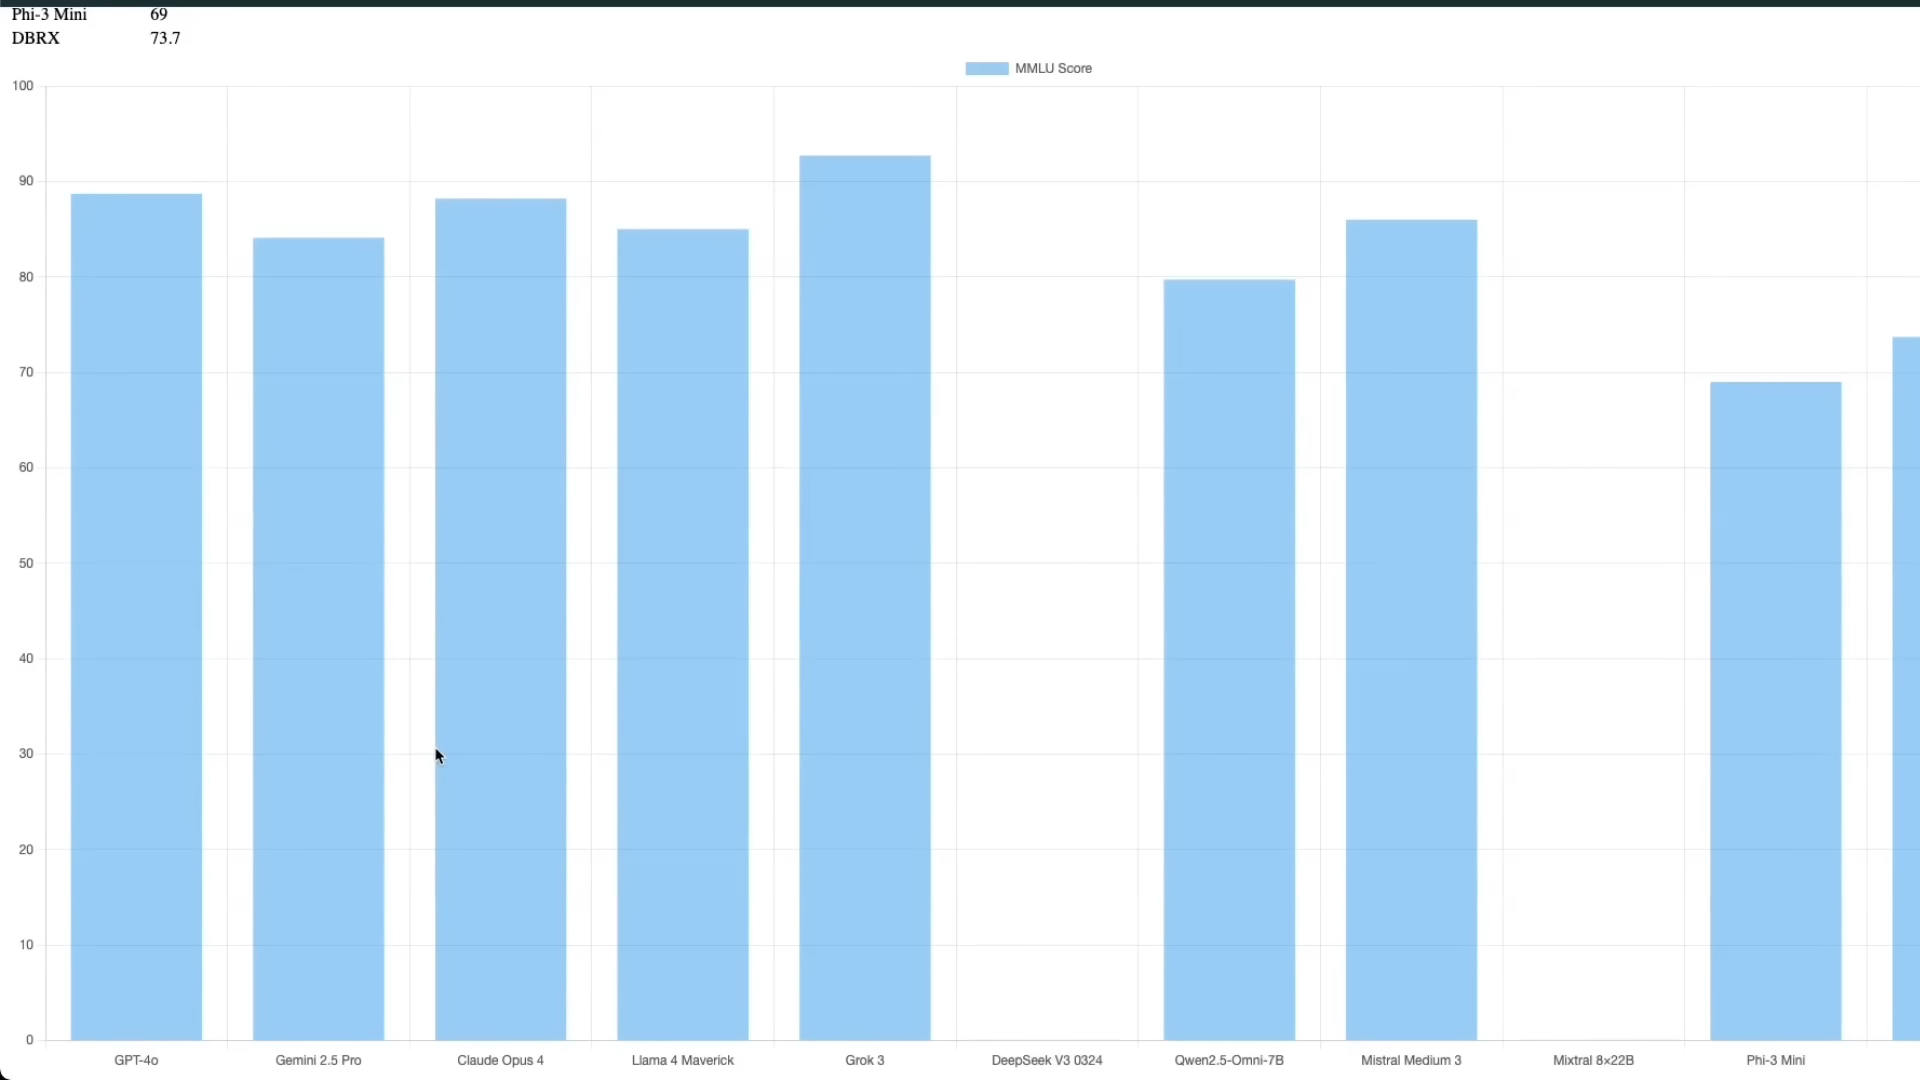 Phi-3 Mini 69
DBRX 73.7
MMLU Score
100
90
80
70
60
50
40
30
20
10
0
GPT-4o Gemini 2.5 Pro Claude Opus 4 Llama 4 Maverick Grok 3 DeepSeek V3 0324 Qwen2.5-Omni-7B Mistral Medium 3 Mixtral 8×22B Phi-3 Mini